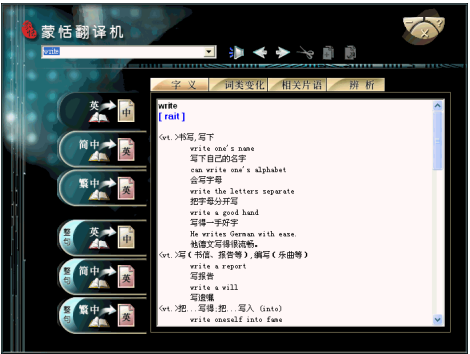 蒙恬翻译机
write
字 义 词类变化 相关片语 辨 析
英 中
简中 英
繁中 英
整句 英 中
整句 简中 英
整句 繁中 英
write
[ rait ]
<vt.>书写,写下
write one's name
写下自己的名字
can write one's alphabet
会写字母
write the letters separate
把字母分开写
write a good hand
写得一手好字
He writes German with ease.
他德文写得很流畅。
<vt.>写(书信、报告等),编写(乐曲等)
write a report
写报告
write a will
写遗嘱
<vt.>把...写得;把...写入 (into)
write oneself into fame